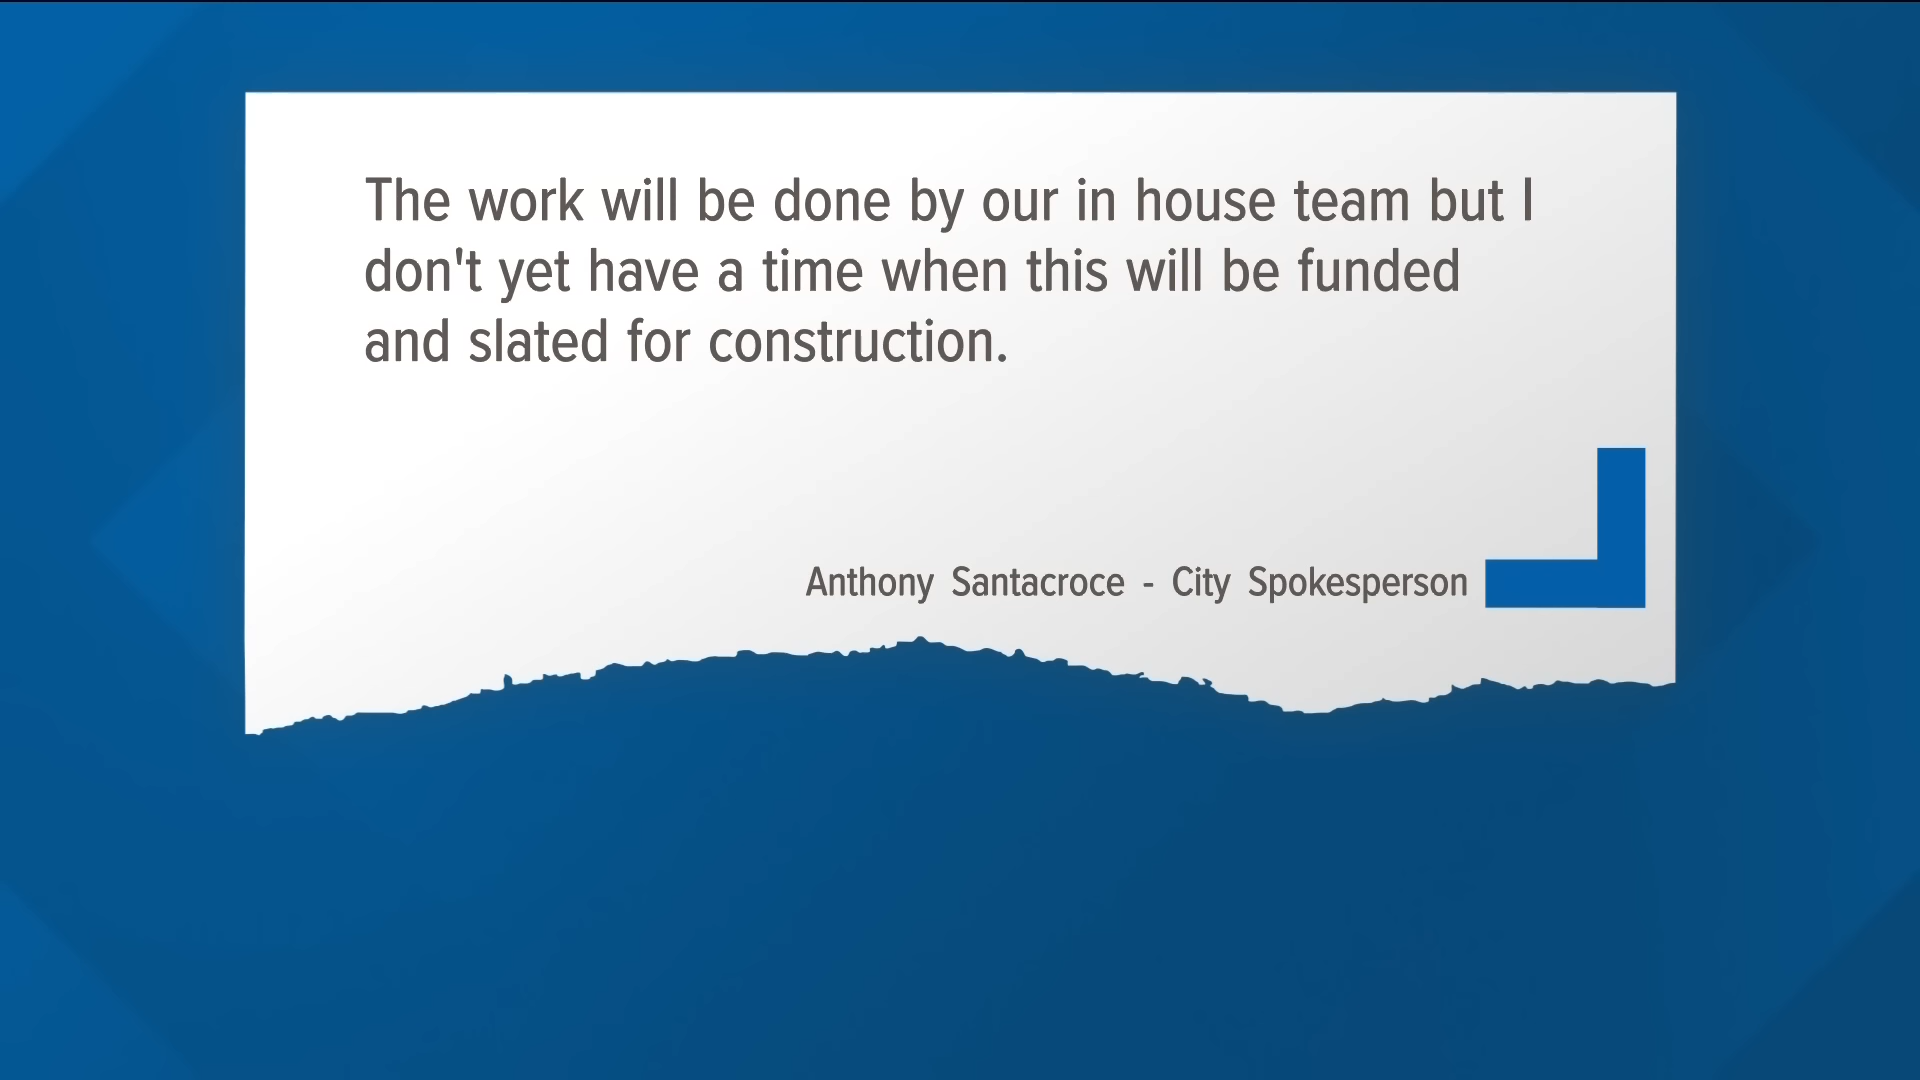 The work will be done by our in house team but I
don't yet have a time when this will be funded
and slated for construction.
Anthony Santacroce - City Spokesperson